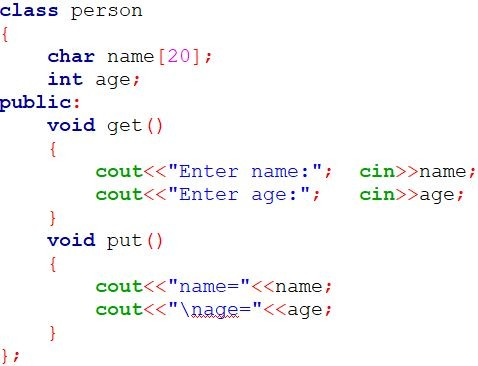 class person
{
    char name[20];
    int age;
public:
    void get()
    {
        cout<<"Enter name:";  cin>>name;
        cout<<"Enter age:";   cin>>age;
    }
    void put()
    {
        cout<<"name="<<name;
        cout<<"\nage="<<age;
    }
};